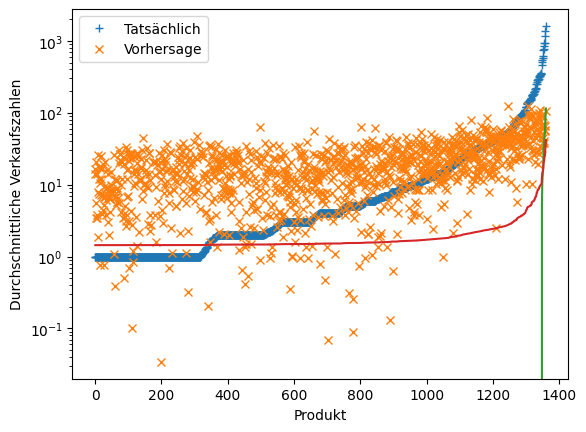 Tatsächlich
Vorhersage
Durchschnittliche Verkaufszahlen
10³
10²
10¹
10⁰
10⁻¹
0 200 400 600 800 1000 1200 1400
Produkt